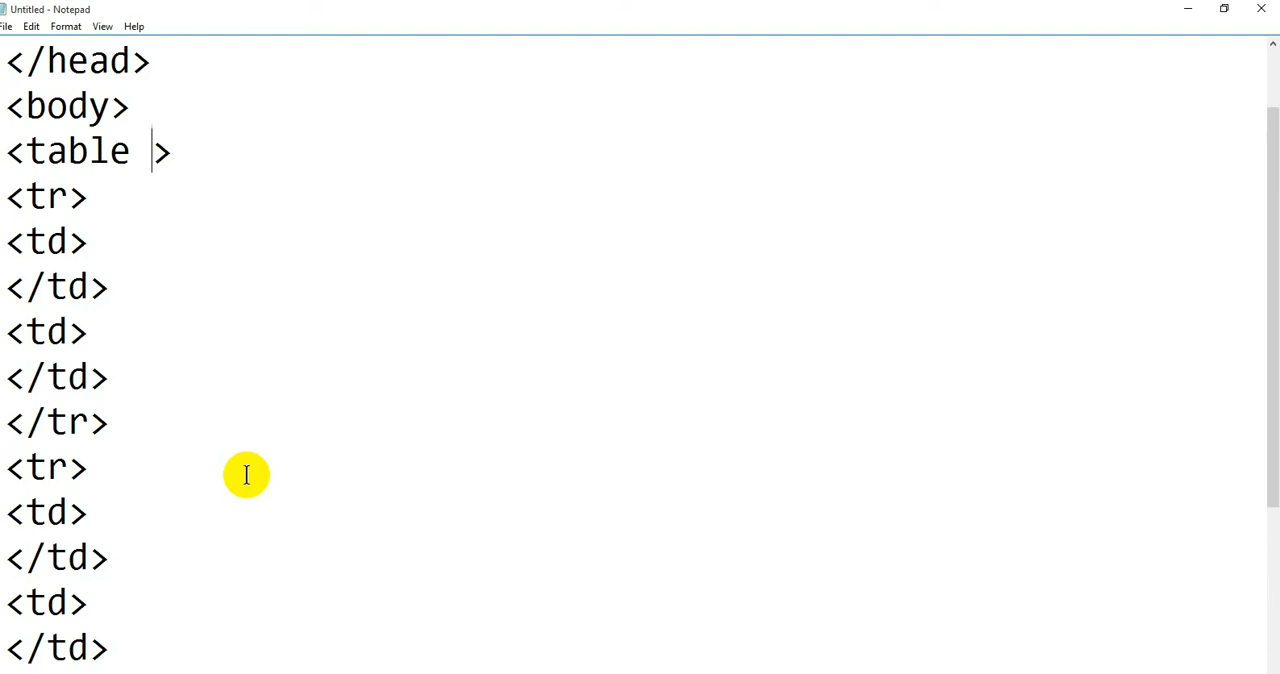 Untitled - Notepad
File Edit Format View Help
</head>
<body>
<table >
<tr>
<td>
</td>
<td>
</td>
</tr>
<tr>
<td>
</td>
<td>
</td>